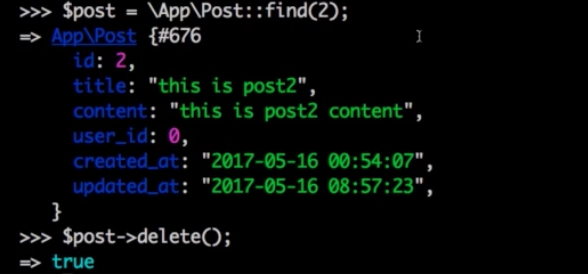 >>> $post = \App\Post::find(2);
=> App\Post {#676
id: 2,
title: "this is post2",
content: "this is post2 content",
user_id: 0,
created_at: "2017-05-16 00:54:07",
updated_at: "2017-05-16 08:57:23",
}
>>> $post->delete();
=> true